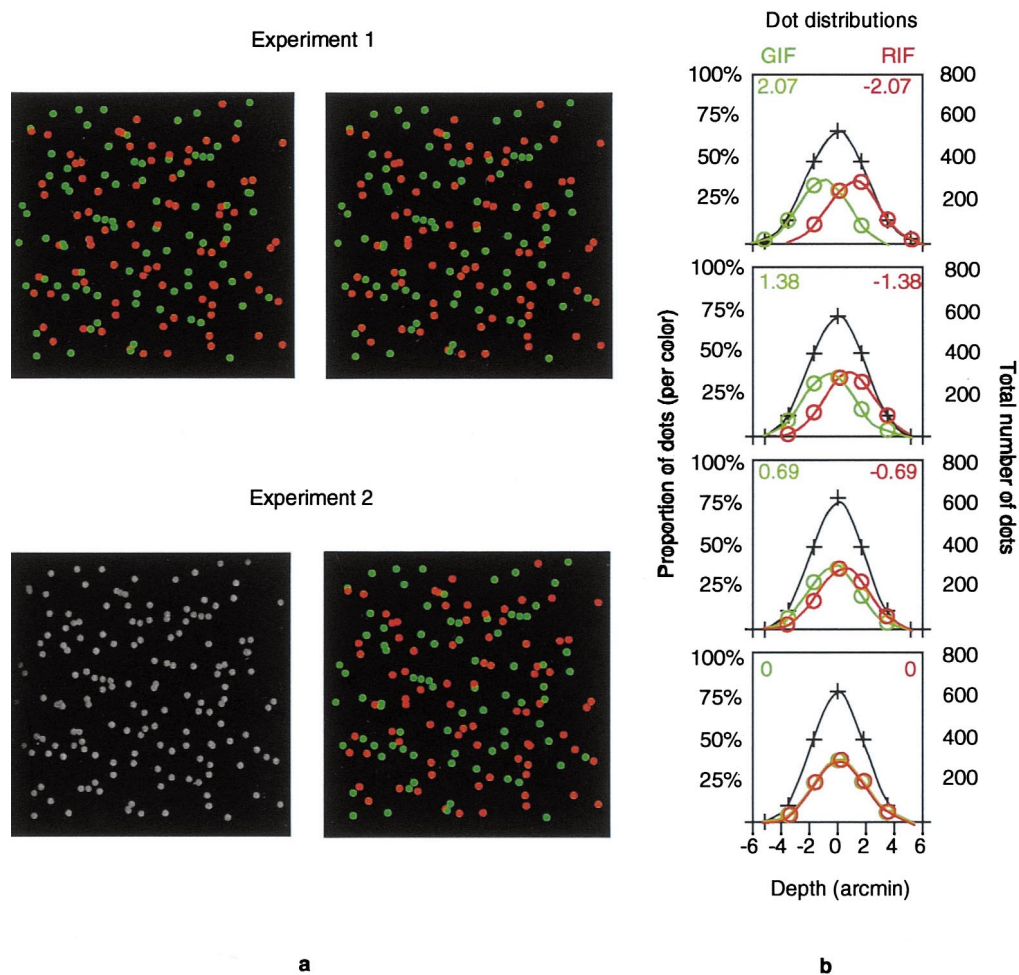 Experiment 1
Experiment 2
a
Dot distributions
GIF RIF
100% 2.07 -2.07 800
75% 600
50% 400
25% 200
100% 1.38 -1.38 800
75% 600
50% 400
25% 200
100% 0.69 -0.69 800
75% 600
50% 400
25% 200
100% 0 0 800
75% 600
50% 400
25% 200
-6 -4 -2 0 2 4 6
Depth (arcmin)
Proportion of dots (per color)
Total number of dots
b